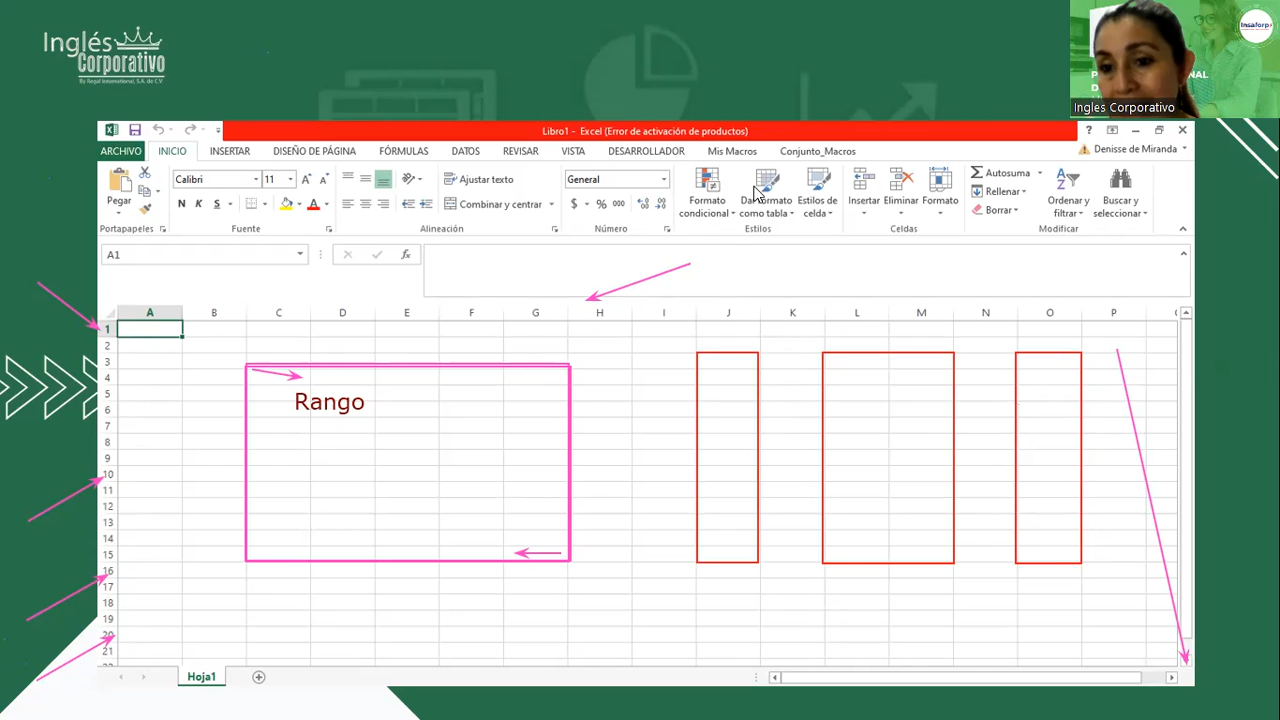 Inglés
Corporativo
By Regal International, S.A. de C.V
Insaforp
NAL
Ingles Corporativo
Libro1 - Excel (Error de activación de productos)
ARCHIVO INICIO INSERTAR DISEÑO DE PÁGINA FÓRMULAS DATOS REVISAR VISTA DESARROLLADOR Mis Macros Conjunto_Macros Denisse de Miranda
Pegar
Portapapeles
Calibri 11
N K S
Fuente
Ajustar texto
Combinar y centrar
Alineación
General
$ % 000
Número
Formato condicional
Dar formato como tabla
Estilos de celda
Estilos
Insertar Eliminar Formato
Celdas
Autosuma
Rellenar
Borrar
Ordenar y filtrar
Buscar y seleccionar
Modificar
A1 fx
A B C D E F G H I J K L M N O P
1
2
3
4
5 Rango
6
7
8
9
10
11
12
13
14
15
16
17
18
19
20
21
Hoja1